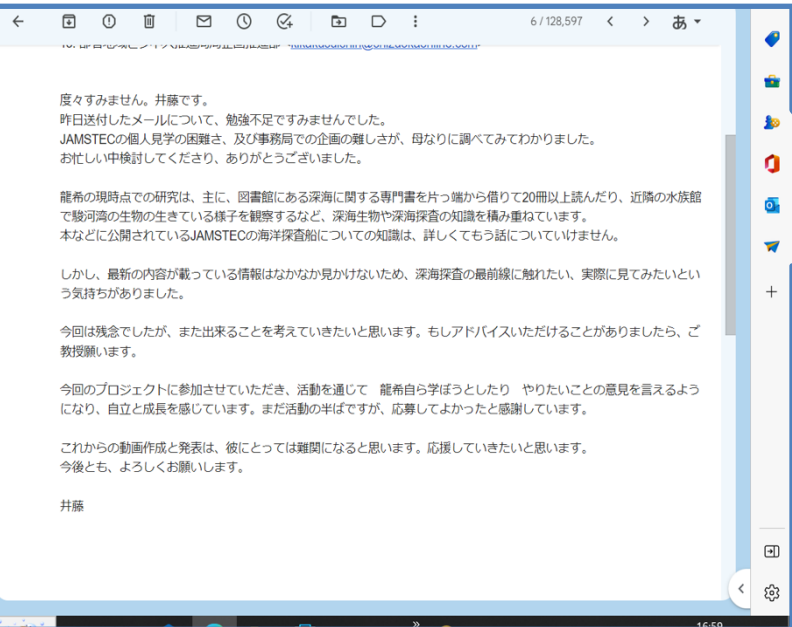 6 / 128,597
あ
度々すみません。井藤です。
昨日送付したメールについて、勉強不足ですみませんでした。
JAMSTECの個人見学の困難さ、及び事務局での企画の難しさが、母なりに調べてみてわかりました。
お忙しい中検討してくださり、ありがとうございました。
龍希の現時点での研究は、主に、図書館にある深海に関する専門書を片っ端から借りて20冊以上読んだり、近隣の水族館
で駿河湾の生物の生きている様子を観察するなど、深海生物や深海探査の知識を積み重ねています。
本などに公開されているJAMSTECの海洋探査船についての知識は、詳しくてもう話についていけません。
しかし、最新の内容が載っている情報はなかなか見かけないため、深海探査の最前線に触れたい、実際に見てみたいとい
う気持ちがありました。
今回は残念でしたが、また出来ることを考えていきたいと思います。もしアドバイスいただけることがありましたら、ご
教授願います。
今回のプロジェクトに参加させていただき、活動を通じて　龍希自ら学ぼうとしたり　やりたいことの意見を言えるよう
になり、自立と成長を感じています。まだ活動の半ばですが、応募してよかったと感謝しています。
これからの動画作成と発表は、彼にとっては難関になると思います。応援していきたいと思います。
今後とも、よろしくお願いします。
井藤
16:59